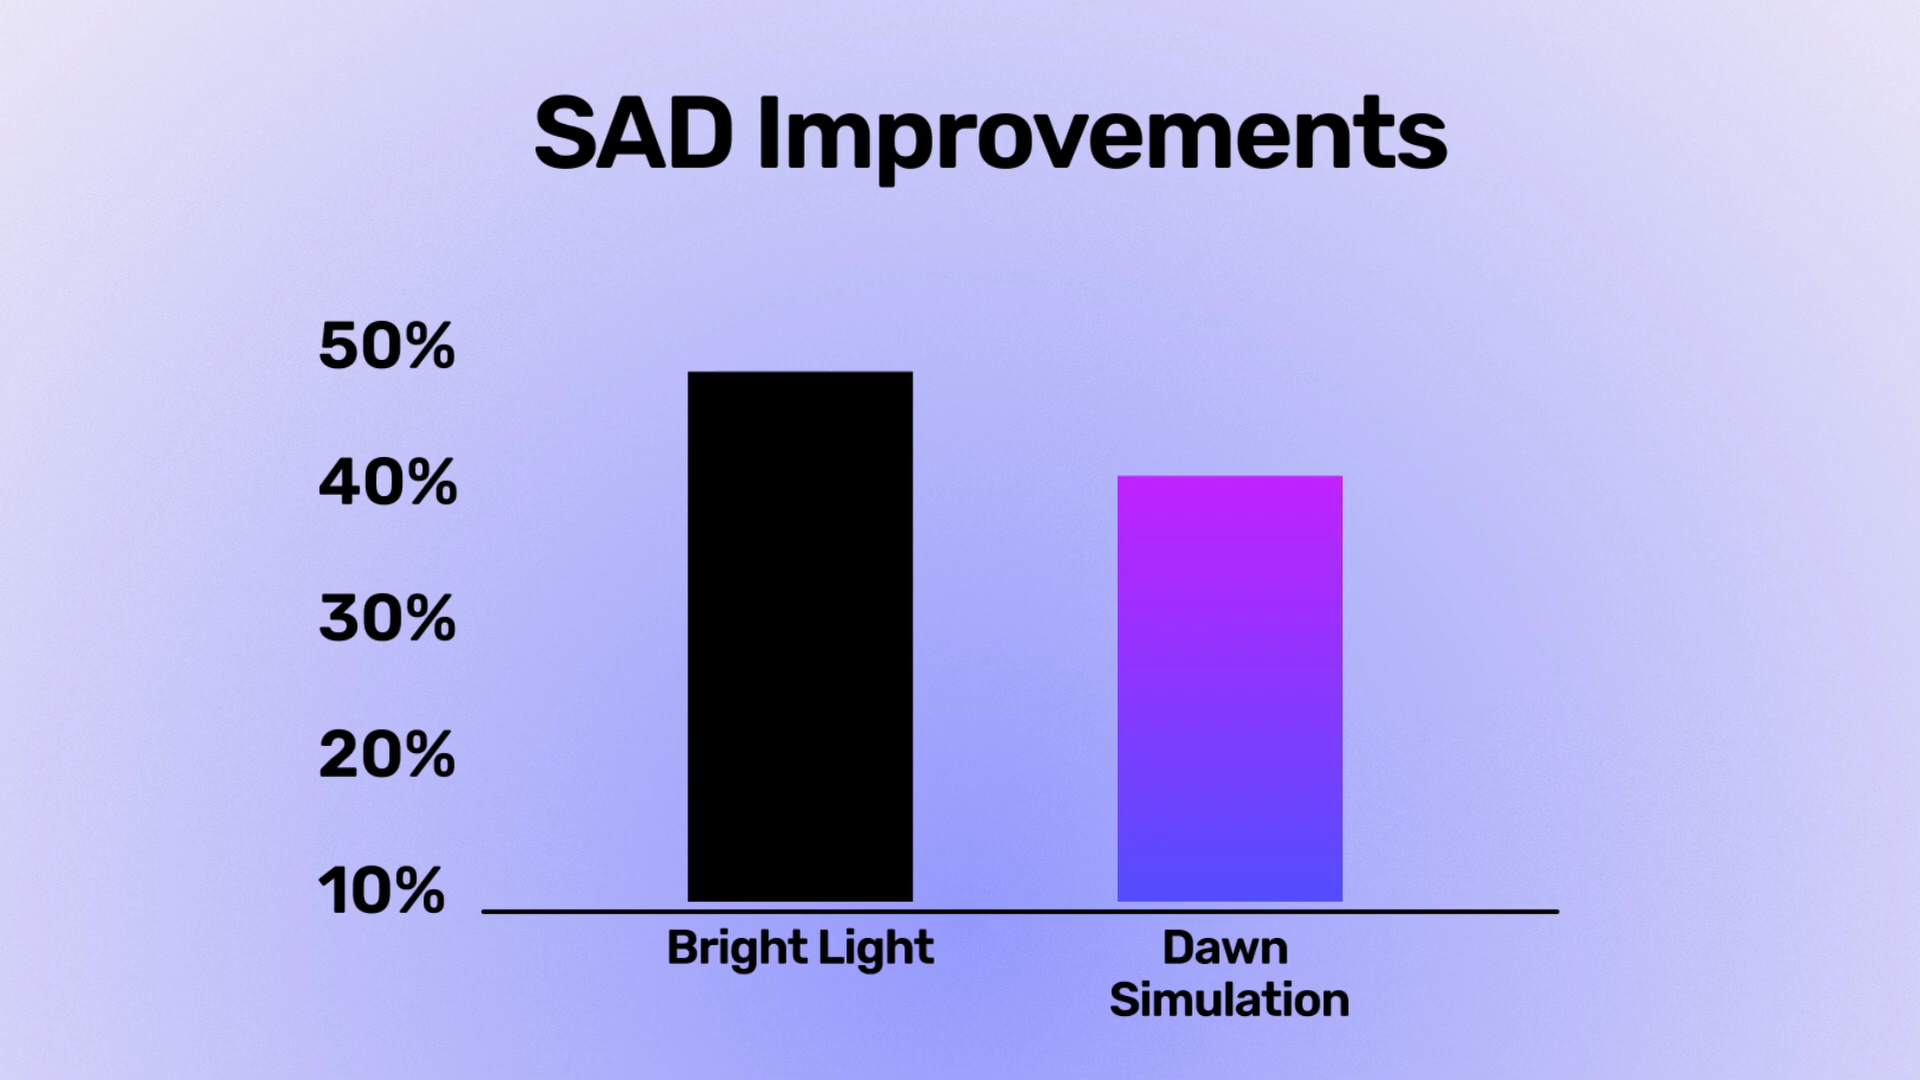 SAD Improvements
50%
40%
30%
20%
10%
Bright Light
Dawn
Simulation